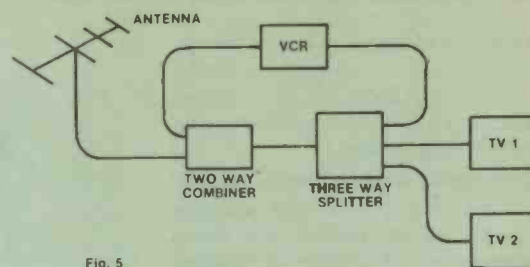 ANTENNA
VCR
TWO WAY
COMBINER
THREE WAY
SPLITTER
TV 1
TV 2
Fig. 5